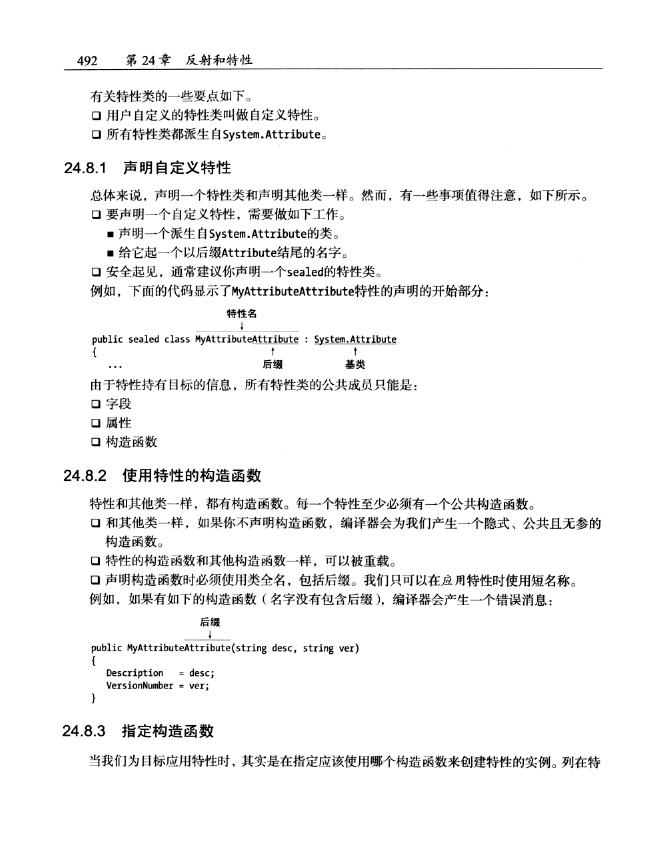 492 第24章 反射和特性
有关特性类的一些要点如下。
❑ 用户自定义的特性类叫做自定义特性。
❑ 所有特性类都派生自System.Attribute。
24.8.1 声明自定义特性
总体来说，声明一个特性类和声明其他类一样。然而，有一些事项值得注意，如下所示。
❑ 要声明一个自定义特性，需要做如下工作。
■ 声明一个派生自System.Attribute的类。
■ 给它起一个以后缀Attribute结尾的名字。
❑ 安全起见，通常建议你声明一个sealed的特性类。
例如，下面的代码显示了MyAttributeAttribute特性的声明的开始部分：
特性名
↓
public sealed class MyAttributeAttribute : System.Attribute
{ ↑ ↑
... 后缀 基类
由于特性持有目标的信息，所有特性类的公共成员只能是：
❑ 字段
❑ 属性
❑ 构造函数
24.8.2 使用特性的构造函数
特性和其他类一样，都有构造函数。每一个特性至少必须有一个公共构造函数。
❑ 和其他类一样，如果你不声明构造函数，编译器会为我们产生一个隐式、公共且无参的
构造函数。
❑ 特性的构造函数和其他构造函数一样，可以被重载。
❑ 声明构造函数时必须使用类全名，包括后缀。我们只可以在应用特性时使用短名称。
例如，如果有如下的构造函数（名字没有包含后缀），编译器会产生一个错误消息：
后缀
↓
public MyAttributeAttribute(string desc, string ver)
{
Description = desc;
VersionNumber = ver;
}
24.8.3 指定构造函数
当我们为目标应用特性时，其实是在指定应该使用哪个构造函数来创建特性的实例。列在特